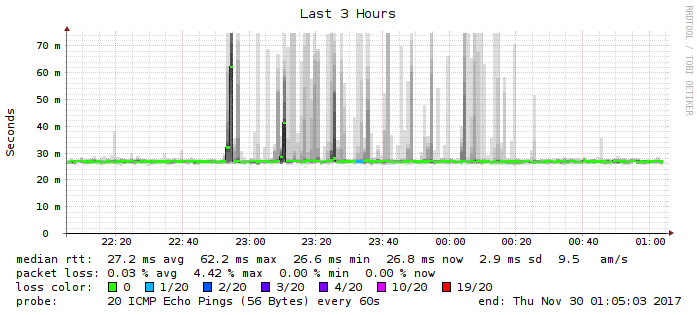 Last 3 Hours
RRDTOOL / TOBI OETIKER
Seconds
70 m
60 m
50 m
40 m
30 m
20 m
10 m
0
22:20 22:40 23:00 23:20 23:40 00:00 00:20 00:40 01:00
median rtt: 27.2 ms avg 62.2 ms max 26.6 ms min 26.8 ms now 2.9 ms sd 9.5 am/s
packet loss: 0.03 % avg 4.42 % max 0.00 % min 0.00 % now
loss color: 0 1/20 2/20 3/20 4/20 10/20 19/20
probe: 20 ICMP Echo Pings (56 Bytes) every 60s end: Thu Nov 30 01:05:03 2017